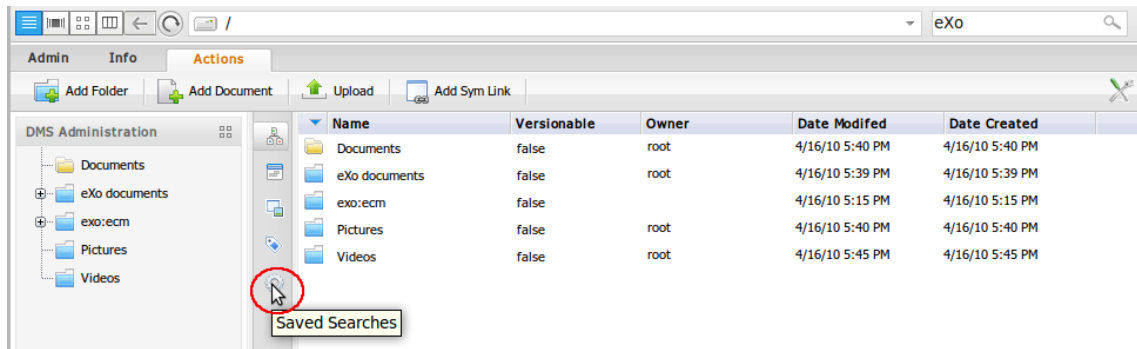 / eXo
Admin Info Actions
Add Folder Add Document Upload Add Sym Link
DMS Administration
Documents
eXo documents
exo:ecm
Pictures
Videos
Name Versionable Owner Date Modifed Date Created
Documents false root 4/16/10 5:40 PM 4/16/10 5:40 PM
eXo documents false root 4/16/10 5:39 PM 4/16/10 5:39 PM
exo:ecm false 4/16/10 5:15 PM 4/16/10 5:15 PM
Pictures false root 4/16/10 5:40 PM 4/16/10 5:40 PM
Videos false root 4/16/10 5:45 PM 4/16/10 5:45 PM
Saved Searches